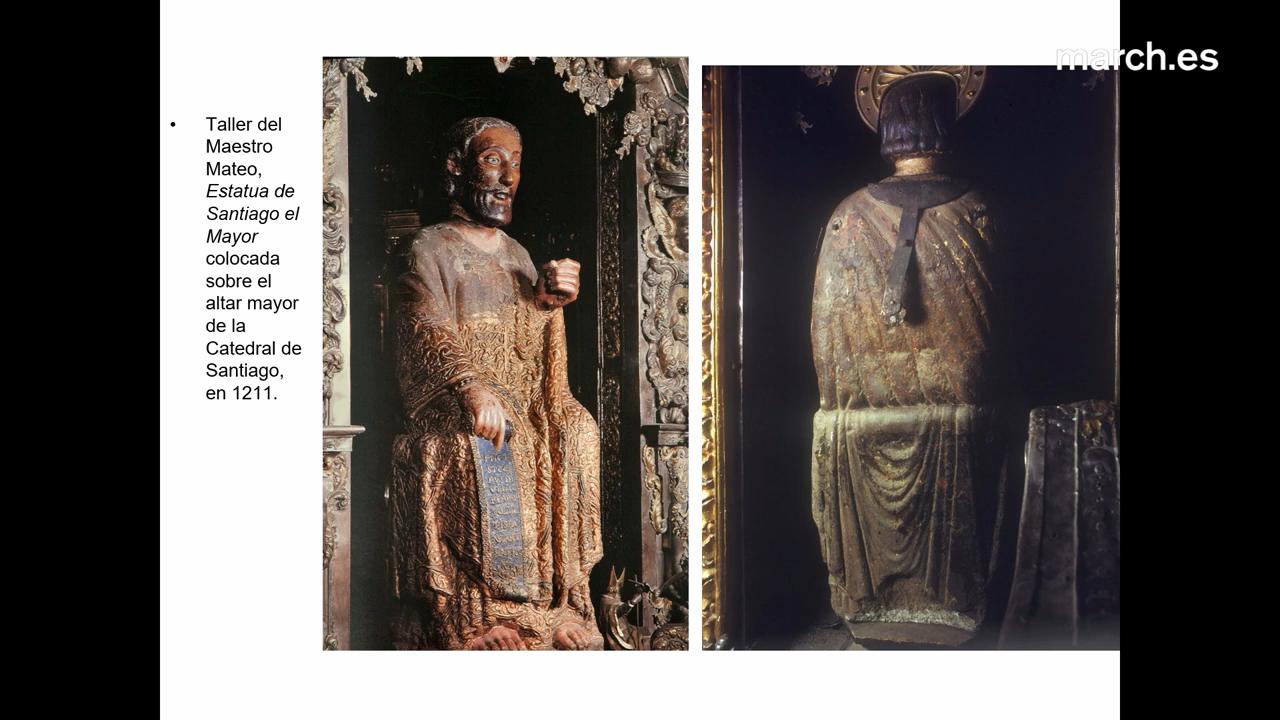 march.es
• Taller del
Maestro
Mateo,
Estatua de
Santiago el
Mayor
colocada
sobre el
altar mayor
de la
Catedral de
Santiago,
en 1211.